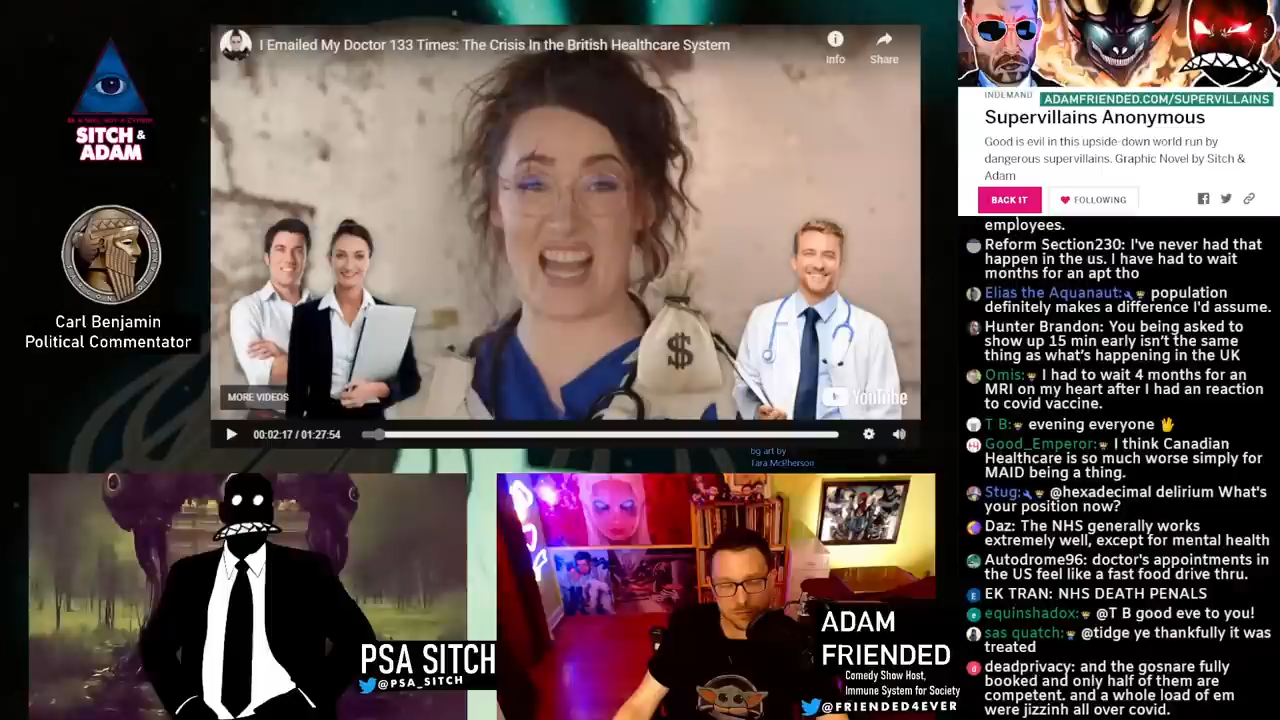 I Emailed My Doctor 133 Times: The Crisis In the British Healthcare System
Info
Share
SITCH &
ADAM
Carl Benjamin
Political Commentator
$
MORE VIDEOS
YouTube
00:02:17 / 01:27:54
bg art by
Tara McPherson
PSA SITCH
@PSA_SITCH
ADAM
FRIENDED
Comedy Show Host,
Immune System for Society
@FRIENDED4EVER
INDEMAND
ADAMFRIENDED.COM/SUPERVILLAINS
Supervillains Anonymous
Good is evil in this upside-down world run by
dangerous supervillains. Graphic Novel by Sitch &
Adam
BACK IT
FOLLOWING
employees.
Reform Section230: I've never had that
happen in the us. I have had to wait
months for an apt tho
Elias the Aquanaut: population
definitely makes a difference I'd assume.
Hunter Brandon: You being asked to
show up 15 min early isn't the same
thing as what's happening in the UK
Omis: I had to wait 4 months for an
MRI on my heart after I had an reaction
to covid vaccine.
T B: evening everyone 🖖
Good_Emperor: I think Canadian
Healthcare is so much worse simply for
MAID being a thing.
Stug: @hexadecimal delirium What's
your position now?
Daz: The NHS generally works
extremely well, except for mental health
Autodrome96: doctor's appointments in
the US feel like a fast food drive thru.
EK TRAN: NHS DEATH PENALS
equinshadox: @T B good eve to you!
sas quatch: @tidge ye thankfully it was
treated
deadprivacy: and the gosnare fully
booked and only half of them are
competent. and a whole load of em
were jizzinh all over covid.